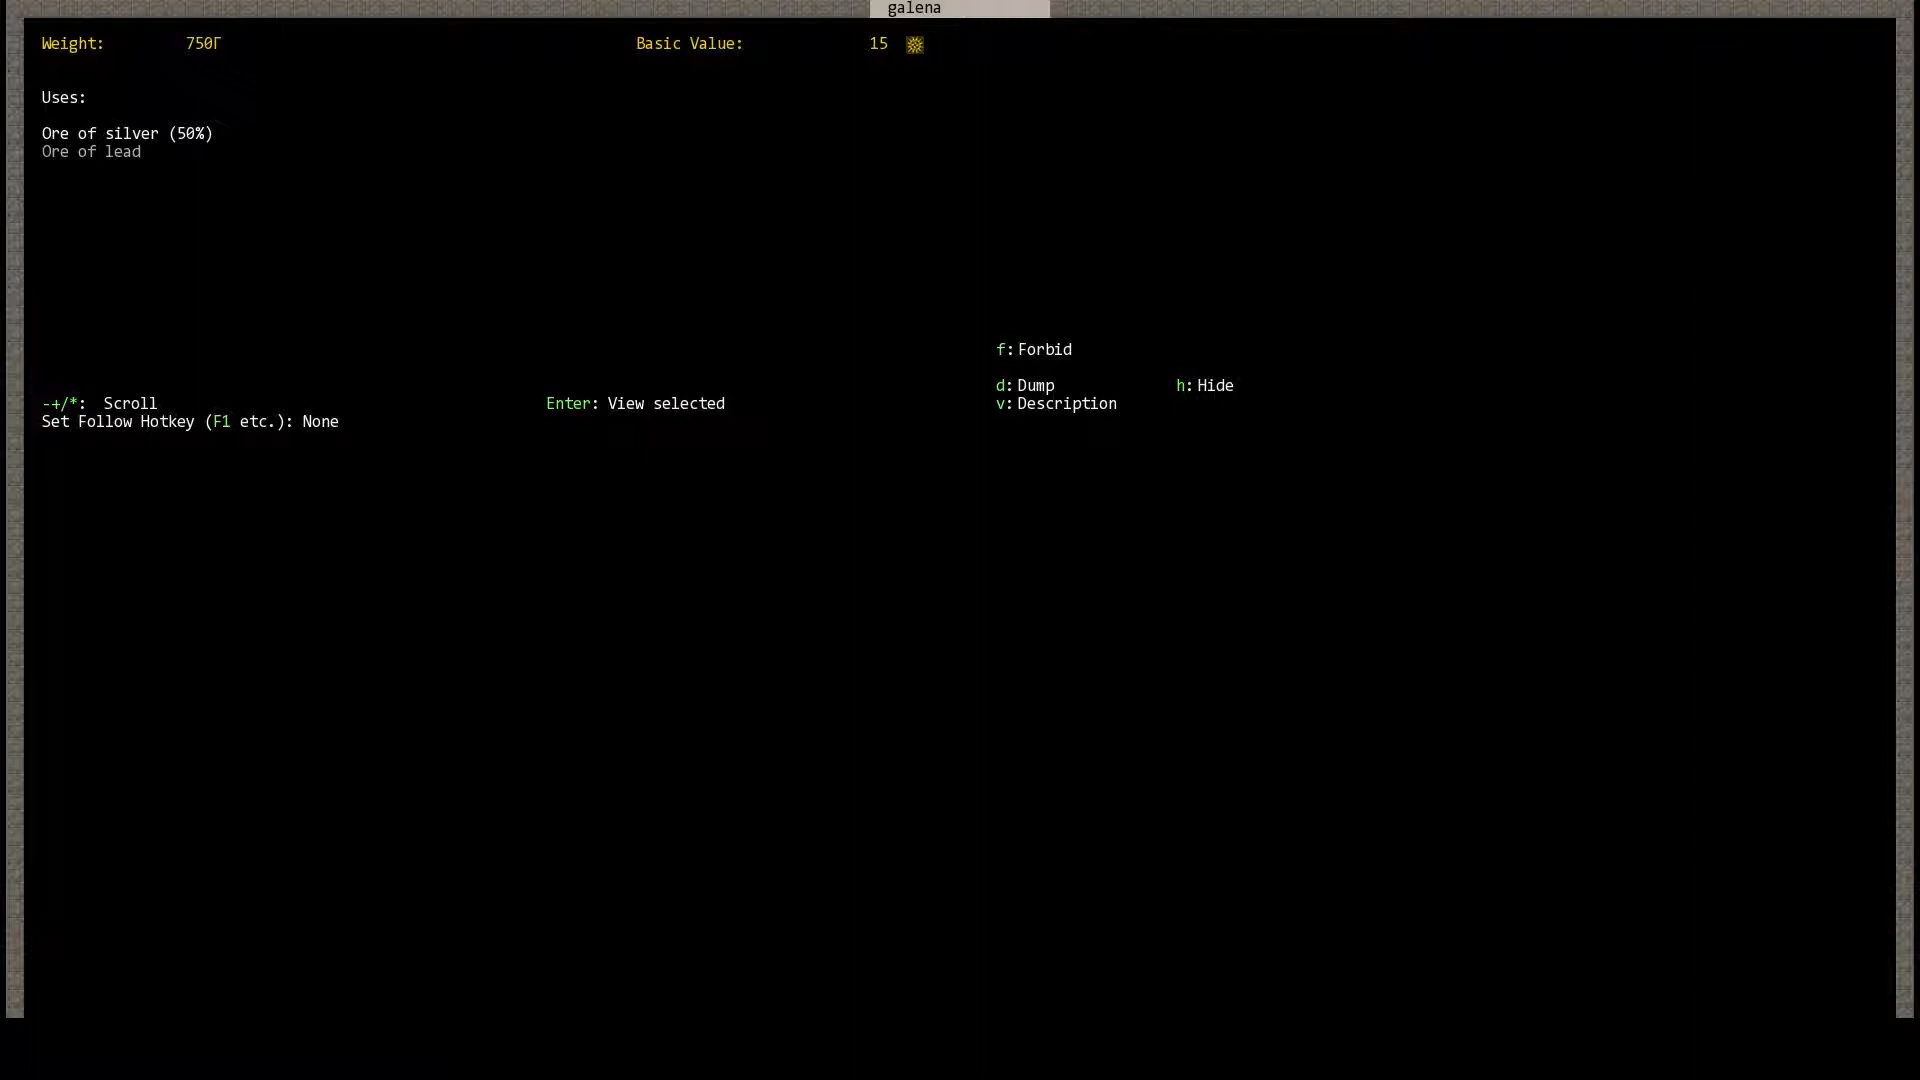 galena
Weight: 750Γ Basic Value: 15 ☼
Uses:
Ore of silver (50%)
Ore of lead
f: Forbid
d: Dump h: Hide
-+/*: Scroll Enter: View selected v: Description
Set Follow Hotkey (F1 etc.): None